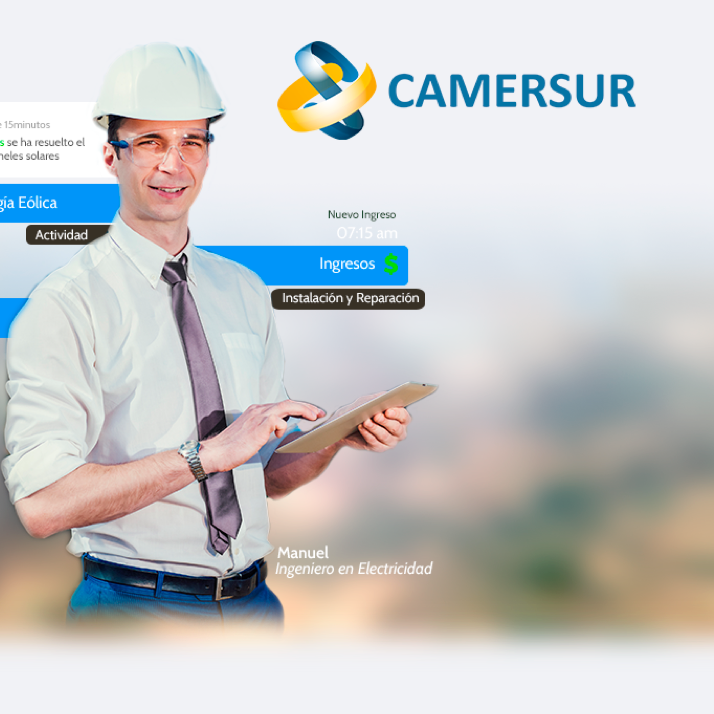 CAMERSUR
e 15minutos
s se ha resuelto el
neles solares
gía Eólica
Actividad
Nuevo Ingreso
07:15 am
Ingresos $
Instalación y Reparación
Manuel
Ingeniero en Electricidad